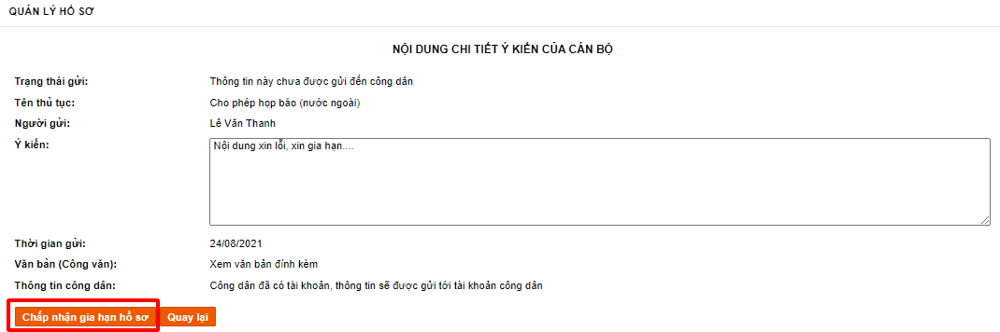 QUẢN LÝ HỒ SƠ
NỘI DUNG CHI TIẾT Ý KIẾN CỦA CÁN BỘ
Trạng thái gửi: Thông tin này chưa được gửi đến công dân
Tên thủ tục: Cho phép họp báo (nước ngoài)
Người gửi: Lê Văn Thanh
Ý kiến: Nội dung xin lỗi, xin gia hạn....
Thời gian gửi: 24/08/2021
Văn bản (Công văn): Xem văn bản đính kèm
Thông tin công dân: Công dân đã có tài khoản, thông tin sẽ được gửi tới tài khoản công dân
Chấp nhận gia hạn hồ sơ Quay lại